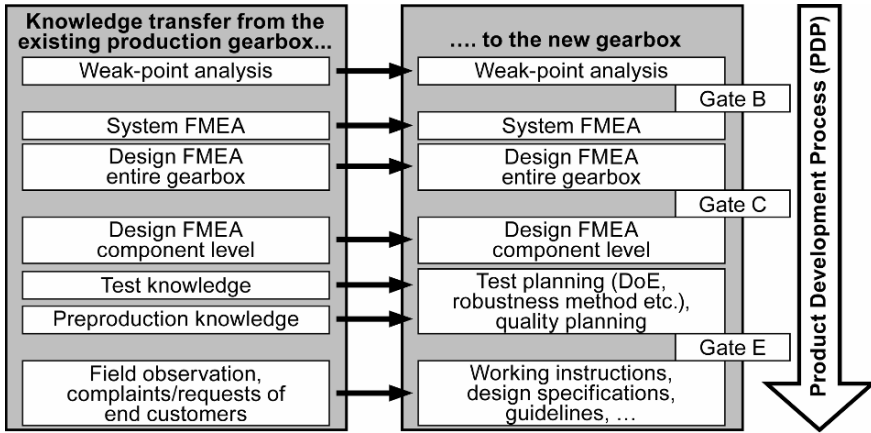 Knowledge transfer from the
existing production gearbox...
.... to the new gearbox
Weak-point analysis
Weak-point analysis
Gate B
System FMEA
System FMEA
Design FMEA
entire gearbox
Design FMEA
entire gearbox
Gate C
Design FMEA
component level
Design FMEA
component level
Test knowledge
Preproduction knowledge
Test planning (DoE,
robustness method etc.),
quality planning
Gate E
Field observation,
complaints/requests of
end customers
Working instructions,
design specifications,
guidelines, …
Product Development Process (PDP)